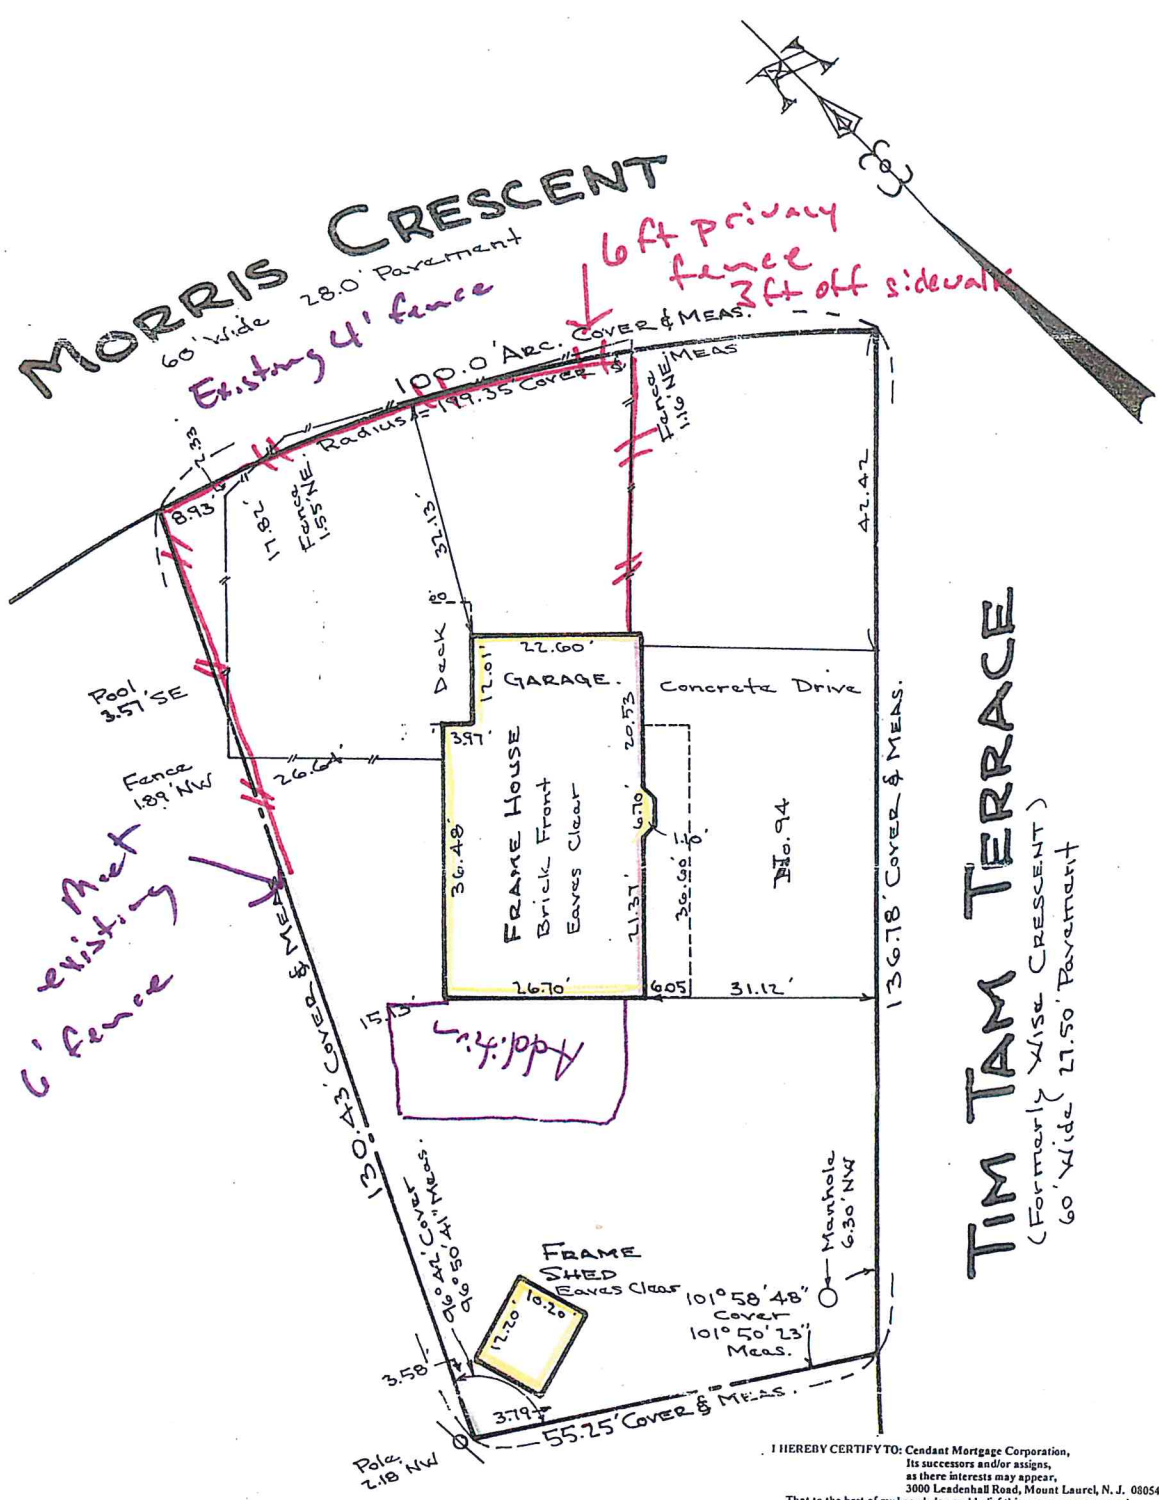 MORRIS CRESCENT
60' Wide 28.0' Pavement
Existing 4' fence
6ft privacy
fence
3ft off sidewalk
100.0' Arc. COVER & MEAS.
Radius = 199.35' Cover & MEAS
2.33'
8.93'
17.82'
Fence
1.55' NE.
32.13'
Fence
1.16' NE
42.42
Deck
8'
12.01'
22.60'
GARAGE.
Concrete Drive
Pool
3.57' SE
Fence
1.89' NW
26.64'
3.97'
20.53
FRAME HOUSE
Brick Front
Eaves Clear
36.48'
6.70'
21.37'
36.60'
136.78' COVER & MEAS.
Meet
existing
6' fence
26.70
6.05
31.12'
15.13'
Addition
130.43' COVER & MEAS
TIM TAM TERRACE
(Formerly Wise CRESCENT)
60' Wide 27.50' Pavement
96° 42' Cover
96° 50' 41" Meas.
FRAME
SHED
Eaves Clear
10.20'
12.20'
Manhole
6.30' NW
101° 58' 48"
Cover
101° 50' 23"
Meas.
3.58'
3.79
55.25' COVER & MEAS.
Pole
2.18' NW
I HEREBY CERTIFY TO: Cendant Mortgage Corporation,
Its successors and/or assigns,
as there interests may appear,
3000 Leadenhall Road, Mount Laurel, N. J. 08054